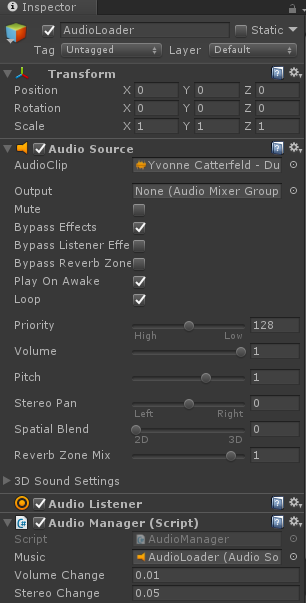 Inspector
AudioLoader Static
Tag Untagged Layer Default
Transform
Position X 0 Y 0 Z 0
Rotation X 0 Y 0 Z 0
Scale X 1 Y 1 Z 1
Audio Source
AudioClip Yvonne Catterfeld - Du
Output None (Audio Mixer Group
Mute
Bypass Effects
Bypass Listener Effe
Bypass Reverb Zone
Play On Awake
Loop
Priority 128
High Low
Volume 1
Pitch 1
Stereo Pan 0
Left Right
Spatial Blend 0
2D 3D
Reverb Zone Mix 1
3D Sound Settings
Audio Listener
C# Audio Manager (Script)
Script AudioManager
Music AudioLoader (Audio So
Volume Change 0.01
Stereo Change 0.05